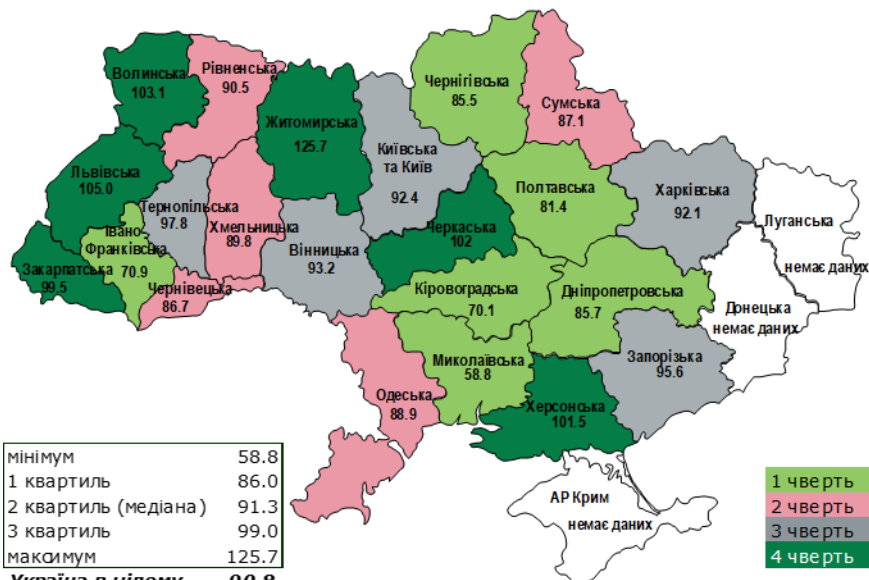 Волинська
103.1
Рівненська
90.5
Житомирська
125.7
Київська
та Київ
92.4
Чернігівська
85.5
Сумська
87.1
Львівська
105.0
Тернопільська
97.8
Хмельницька
89.8
Івано
Франківська
70.9
Закарпатська
99.5
Чернівецька
86.7
Вінницька
93.2
Черкаська
102
Полтавська
81.4
Харківська
92.1
Луганська
немає даних
Донецька
немає даних
Кіровоградська
70.1
Дніпропетровська
85.7
Запорізька
95.6
Миколаївська
58.8
Одеська
88.9
Херсонська
101.5
АР Крим
немає даних
мінімум 58.8
1 квартиль 86.0
2 квартиль (медіана) 91.3
3 квартиль 99.0
максимум 125.7
Україна в цілому 90.8
1 чверть
2 чверть
3 чверть
4 чверть